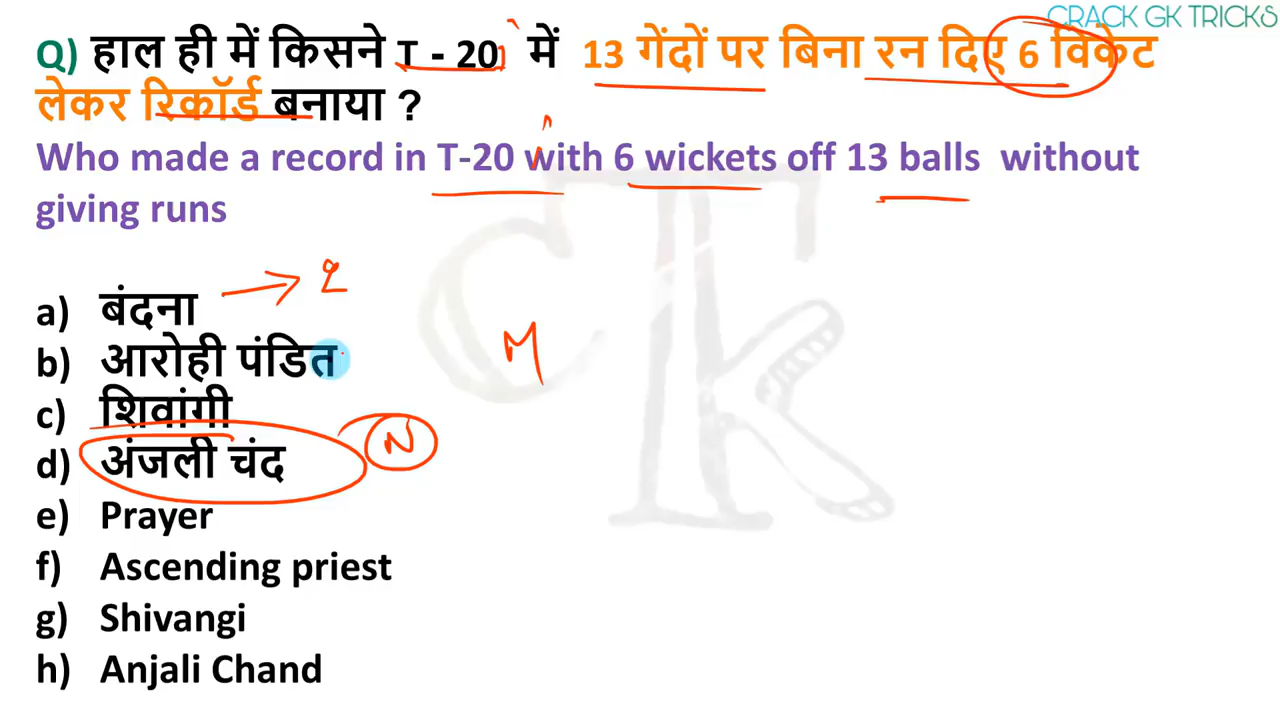 CRACK GK TRICKS
Q) हाल ही में किसने T - 20 में 13 गेंदों पर बिना रन दिए 6 विकेट
लेकर रिकॉर्ड बनाया ?
Who made a record in T-20 with 6 wickets off 13 balls without
giving runs
a) बंदना
b) आरोही पंडित
c) शिवांगी
d) अंजली चंद
N
M
e) Prayer
f) Ascending priest
g) Shivangi
h) Anjali Chand
CTk